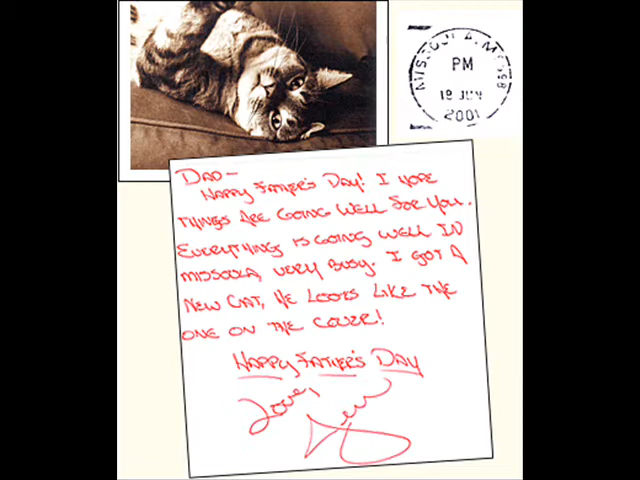 MISSOULA, MT 598
PM
18 JUN
2001
DAD—
HAPPY FATHER'S DAY! I HOPE
THINGS ARE GOING WELL FOR YOU.
EVERYTHING IS GOING WELL IN
MISSOULA, VERY BUSY. I GOT A
NEW CAT, HE LOOKS LIKE THE
ONE ON THE COVER!
HAPPY FATHER'S DAY
Love,